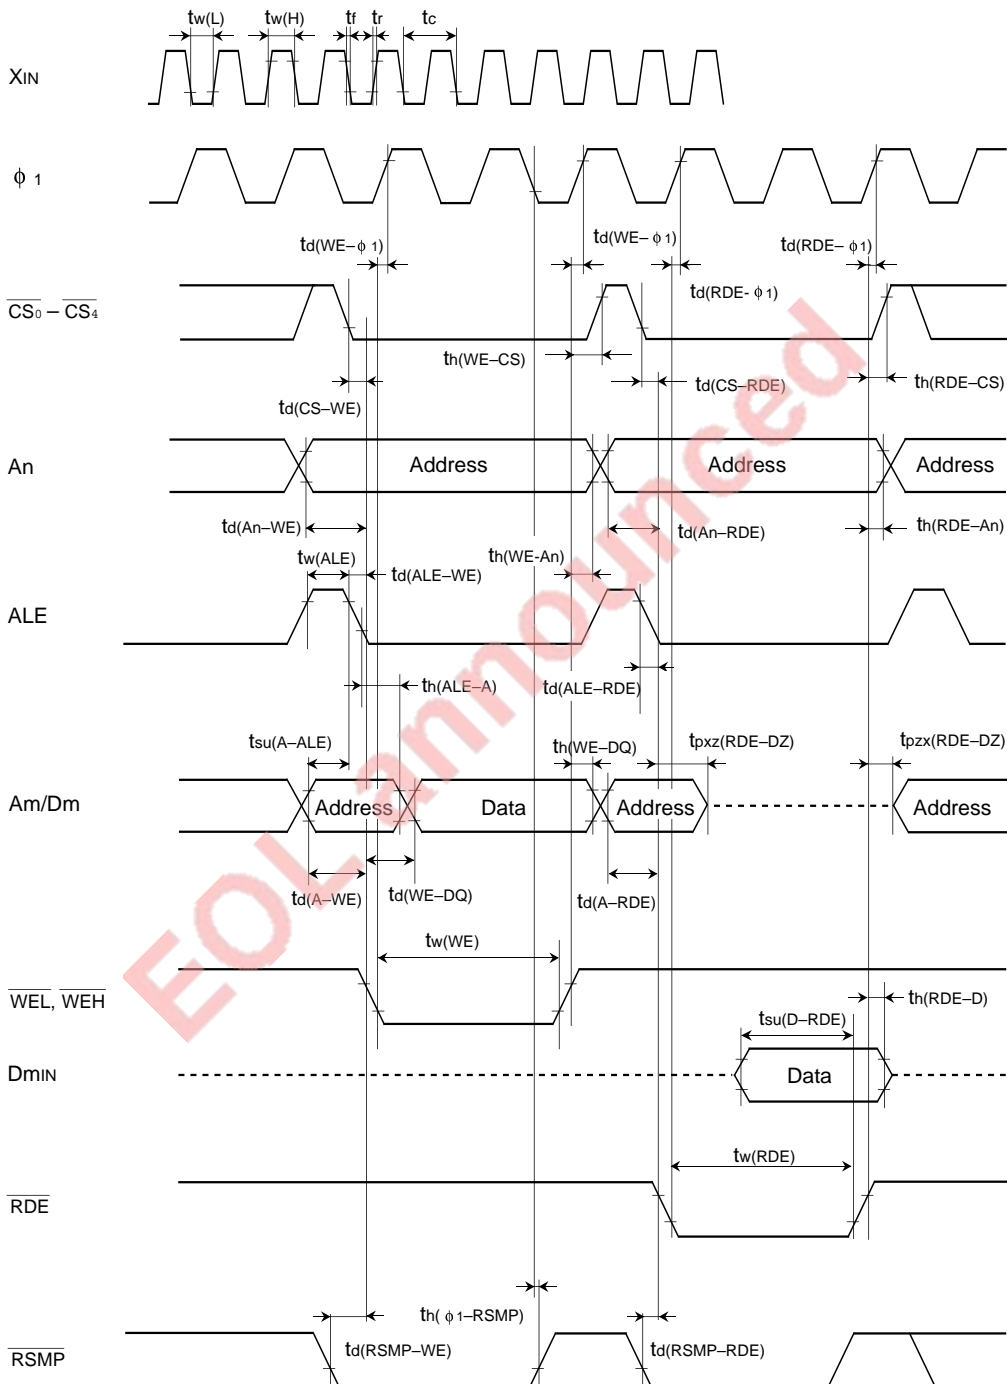 tw(L) tw(H) tf tr tc
XIN
ϕ 1
td(WE–ϕ 1) td(WE–ϕ 1) td(RDE–ϕ 1)
td(RDE-ϕ 1)
CS0 – CS4
th(WE–CS) td(CS–RDE) th(RDE–CS)
td(CS–WE)
An Address Address Address
td(An–WE) td(An–RDE) th(RDE–An)
tw(ALE) td(ALE–WE) th(WE-An)
ALE
th(ALE–A) td(ALE–RDE)
tsu(A–ALE) th(WE–DQ) tpxz(RDE–DZ) tpzx(RDE–DZ)
Am/Dm Address Data Address Address
td(A–WE) td(WE–DQ) td(A–RDE)
tw(WE)
WEL, WEH
th(RDE–D)
tsu(D–RDE)
DmIN Data
tw(RDE)
RDE
th(ϕ 1–RSMP)
td(RSMP–WE) td(RSMP–RDE)
RSMP
EOL announced